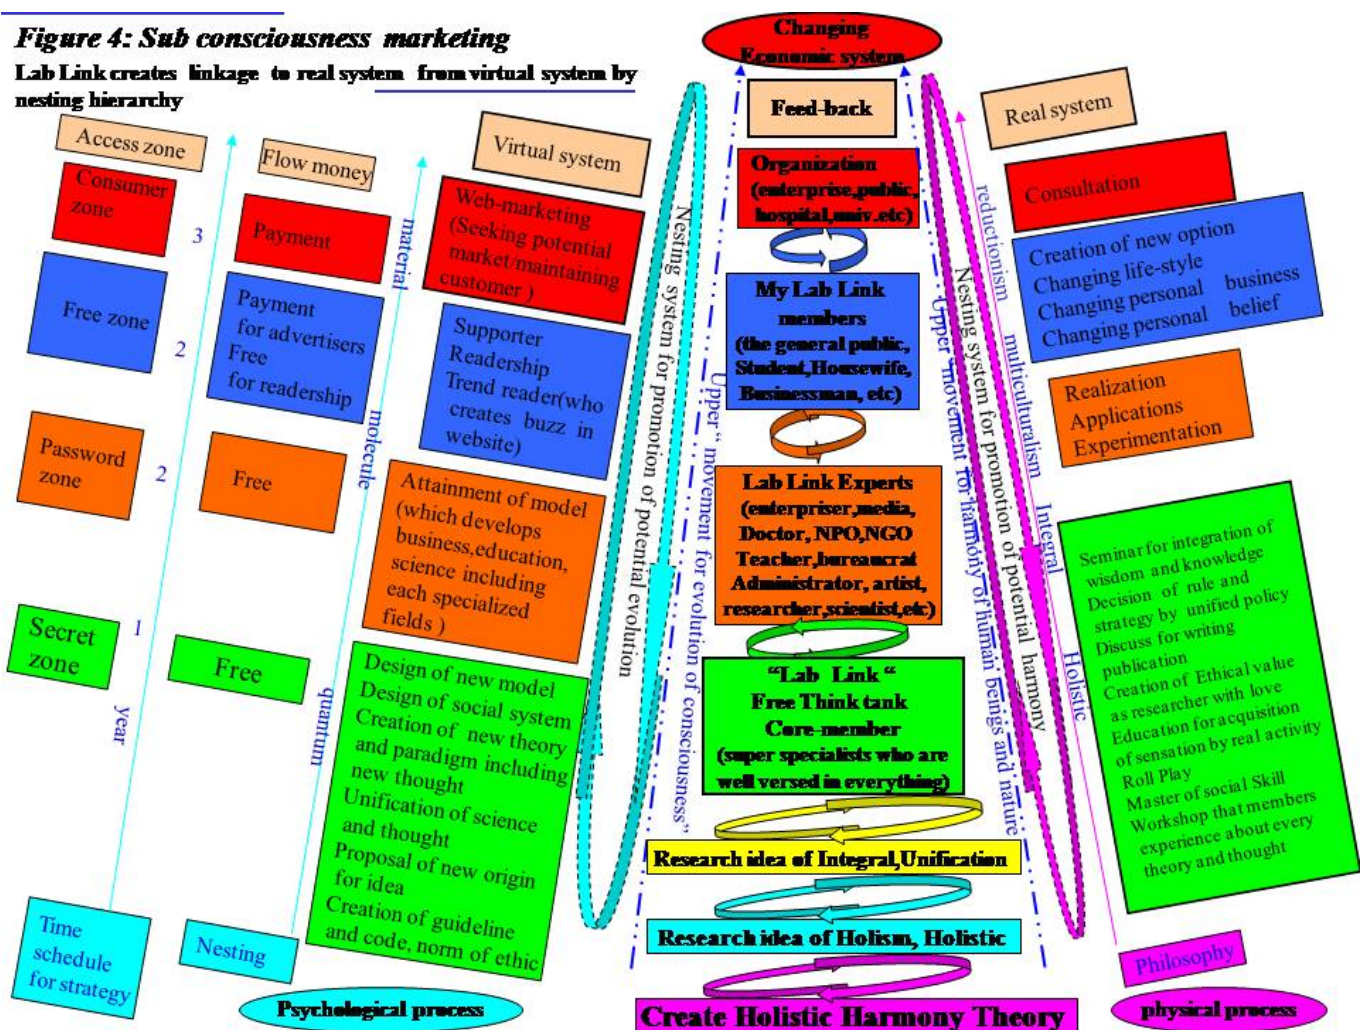 Figure 4: Sub consciousness marketing
Lab Link creates linkage to real system from virtual system by
nesting hierarchy
Access zone
Consumer
zone
Free zone
Password
zone
Secret
zone
Time
schedule
for strategy
3
2
2
1
year
Flow money
Payment
Payment
for advertisers
Free
for readership
Free
Free
Nesting
material
molecule
quantum
Virtual system
Web-marketing
(Seeking potential
market/maintaining
customer )
Supporter
Readership
Trend reader(who
creates buzz in
website)
Attainment of model
(which develops
business,education,
science including
each specialized
fields )
Design of new model
Design of social system
Creation of new theory
and paradigm including
new thought
Unification of science
and thought
Proposal of new origin
for idea
Creation of guideline
and code, norm of ethic
Psychological process
Nesting system for promotion of potential evolution
Upper“ movement for evolution of consciousness”
Changing
Economic system
Feed-back
Organization
(enterprise,public,
hospital,univ.etc)
My Lab Link
members
(the general public,
Student,Housewife,
Businessman, etc)
Lab Link Experts
(enterpriser,media,
Doctor, NPO,NGO
Teacher,bureaucrat
Administrator, artist,
researcher,scientist,etc)
“Lab Link “
Free Think tank
Core-member
(super specialists who are
well versed in everything)
Research idea of Integral,Unification
Research idea of Holism, Holistic
Create Holistic Harmony Theory
Upper“movement for harmony of human beings and nature
Nesting system for promotion of potential harmony
reductionism
multiculturalism
Integral
Holistic
Real system
Consultation
Creation of new option
Changing life-style
Changing personal business
Changing personal belief
Realization
Applications
Experimentation
Seminar for integration of
wisdom and knowledge
Decision of rule and
strategy by unified policy
Discuss for writing
publication
Creation of Ethical value
as researcher with love
Education for acquisition
of sensation by real activity
Roll Play
Master of social Skill
Workshop that members
experience about every
theory and thought
Philosophy
physical process